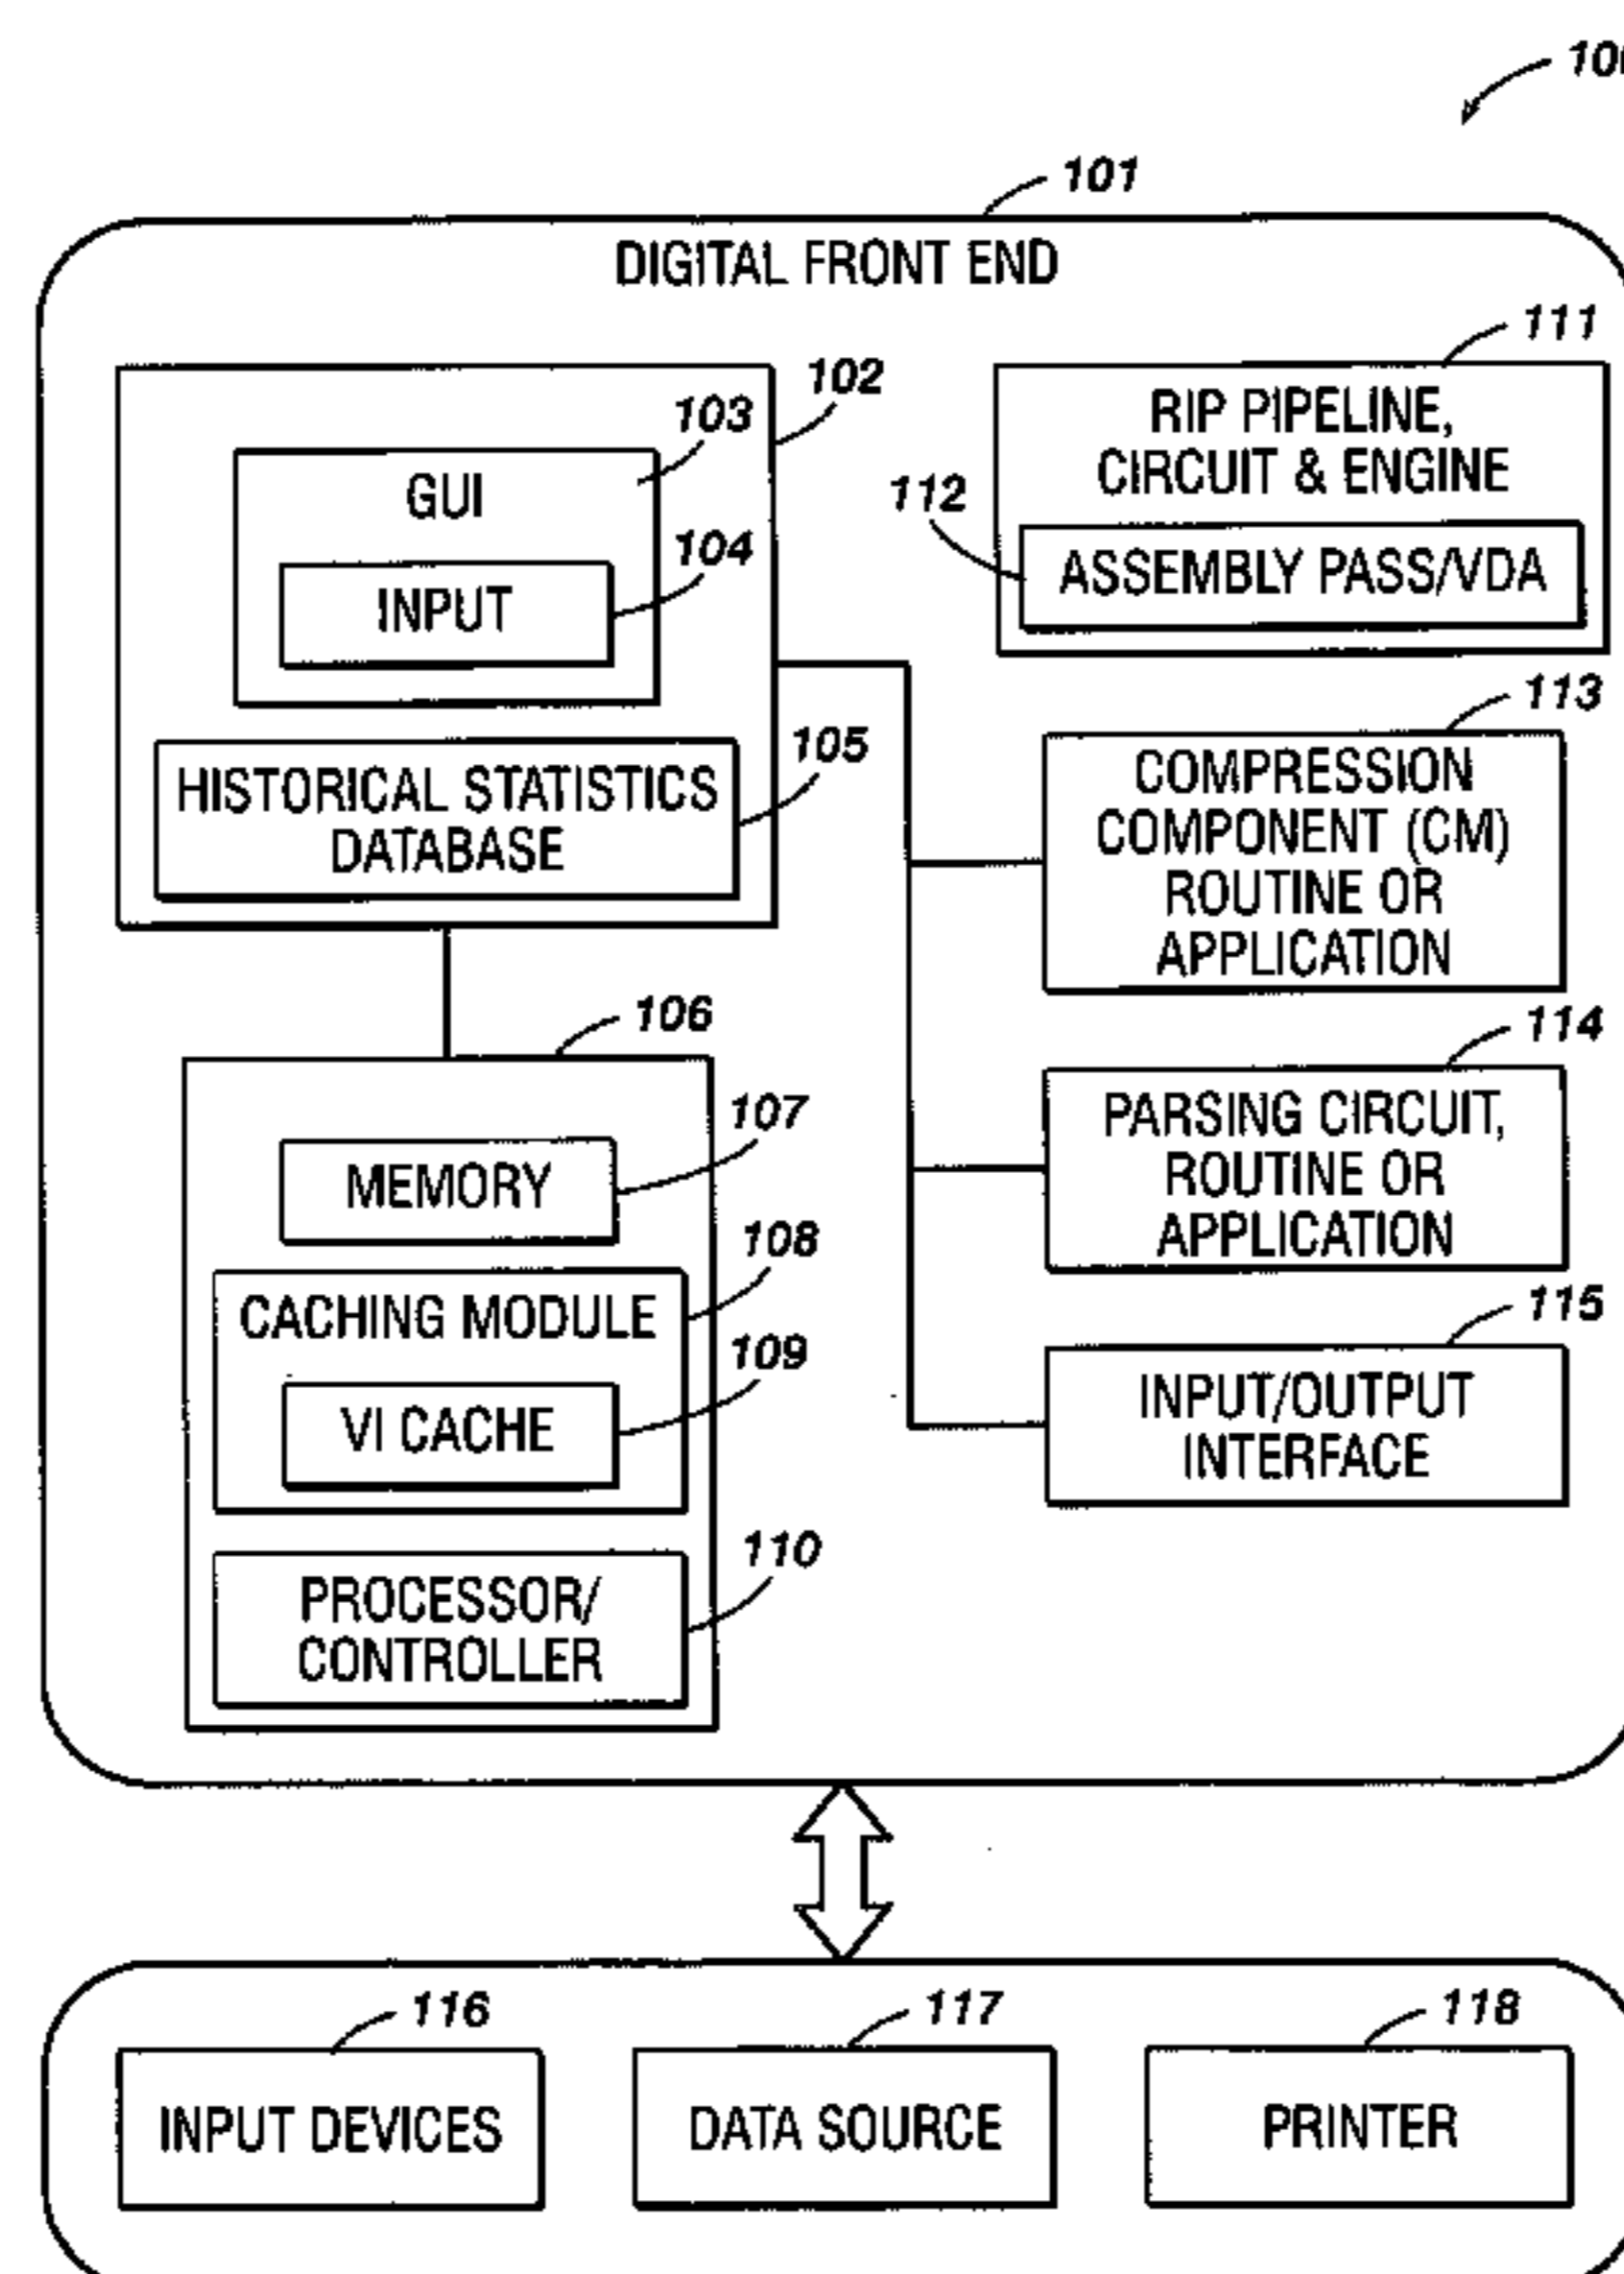 101
DIGITAL FRONT END
102
103
GUI
104
INPUT
105
HISTORICAL STATISTICS
DATABASE
106
107
MEMORY
108
CACHING MODULE
109
VI CACHE
110
PROCESSOR/
CONTROLLER
111
RIP PIPELINE,
CIRCUIT & ENGINE
112
ASSEMBLY PASS/VDA
113
COMPRESSION
COMPONENT (CM)
ROUTINE OR
APPLICATION
114
PARSING CIRCUIT,
ROUTINE OR
APPLICATION
115
INPUT/OUTPUT
INTERFACE
116
INPUT DEVICES
117
DATA SOURCE
118
PRINTER